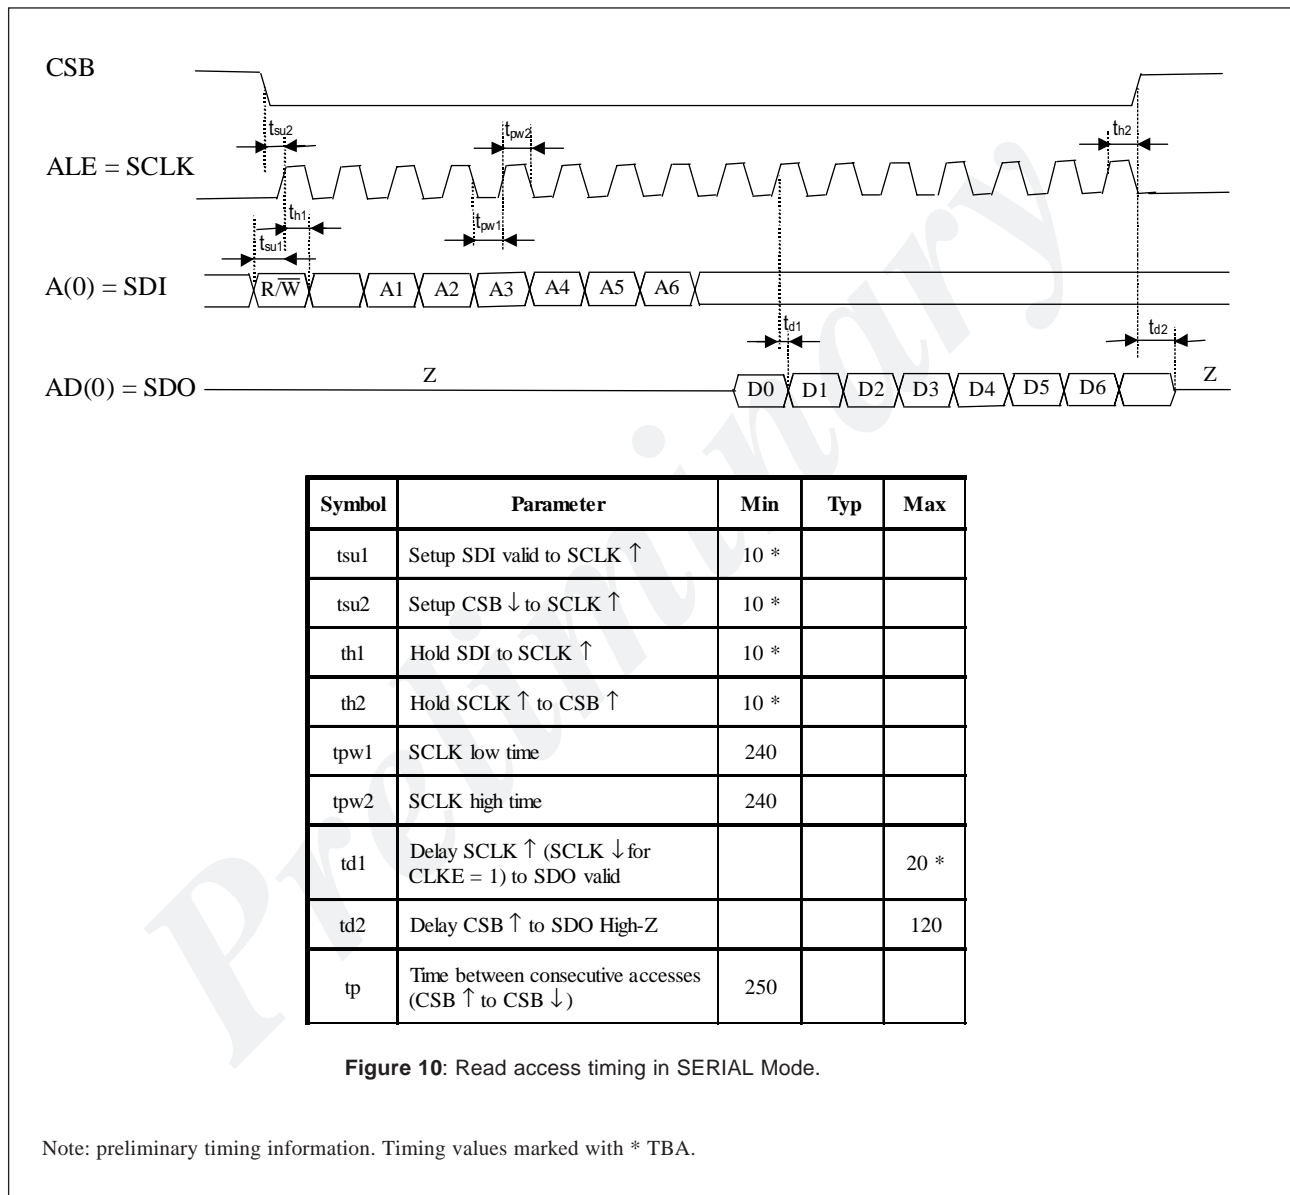 CSB
tsu2
tpw2
th2
ALE = SCLK
th1
tpw1
tsu1
A(0) = SDI
R/W̅ A1 A2 A3 A4 A5 A6
td1
td2
AD(0) = SDO
Z
D0 D1 D2 D3 D4 D5 D6
Z
Preliminary
Symbol Parameter Min Typ Max
tsu1 Setup SDI valid to SCLK ↑ 10 *
tsu2 Setup CSB ↓ to SCLK ↑ 10 *
th1 Hold SDI to SCLK ↑ 10 *
th2 Hold SCLK ↑ to CSB ↑ 10 *
tpw1 SCLK low time 240
tpw2 SCLK high time 240
td1 Delay SCLK ↑ (SCLK ↓ for
CLKE = 1) to SDO valid 20 *
td2 Delay CSB ↑ to SDO High-Z 120
tp Time between consecutive accesses
(CSB ↑ to CSB ↓) 250
Figure 10: Read access timing in SERIAL Mode.
Note: preliminary timing information. Timing values marked with * TBA.